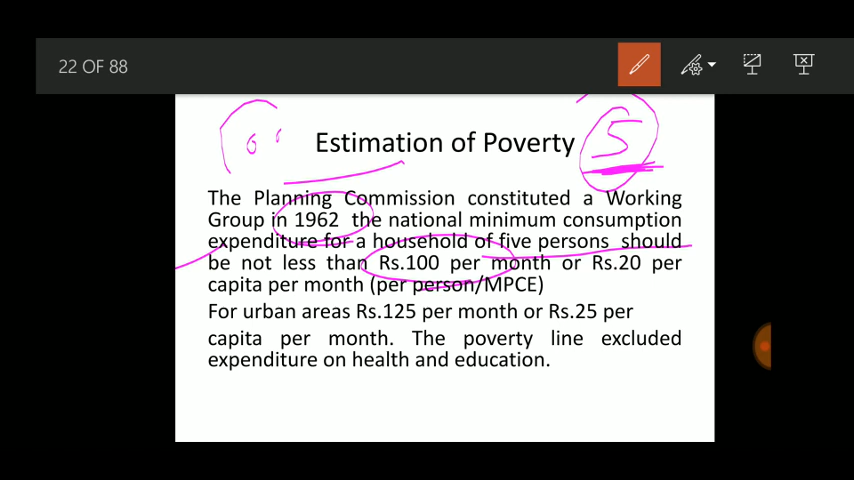 22 OF 88
Estimation of Poverty
5
The Planning Commission constituted a Working
Group in 1962 the national minimum consumption
expenditure for a household of five persons should
be not less than Rs.100 per month or Rs.20 per
capita per month (per person/MPCE)
For urban areas Rs.125 per month or Rs.25 per
capita per month. The poverty line excluded
expenditure on health and education.